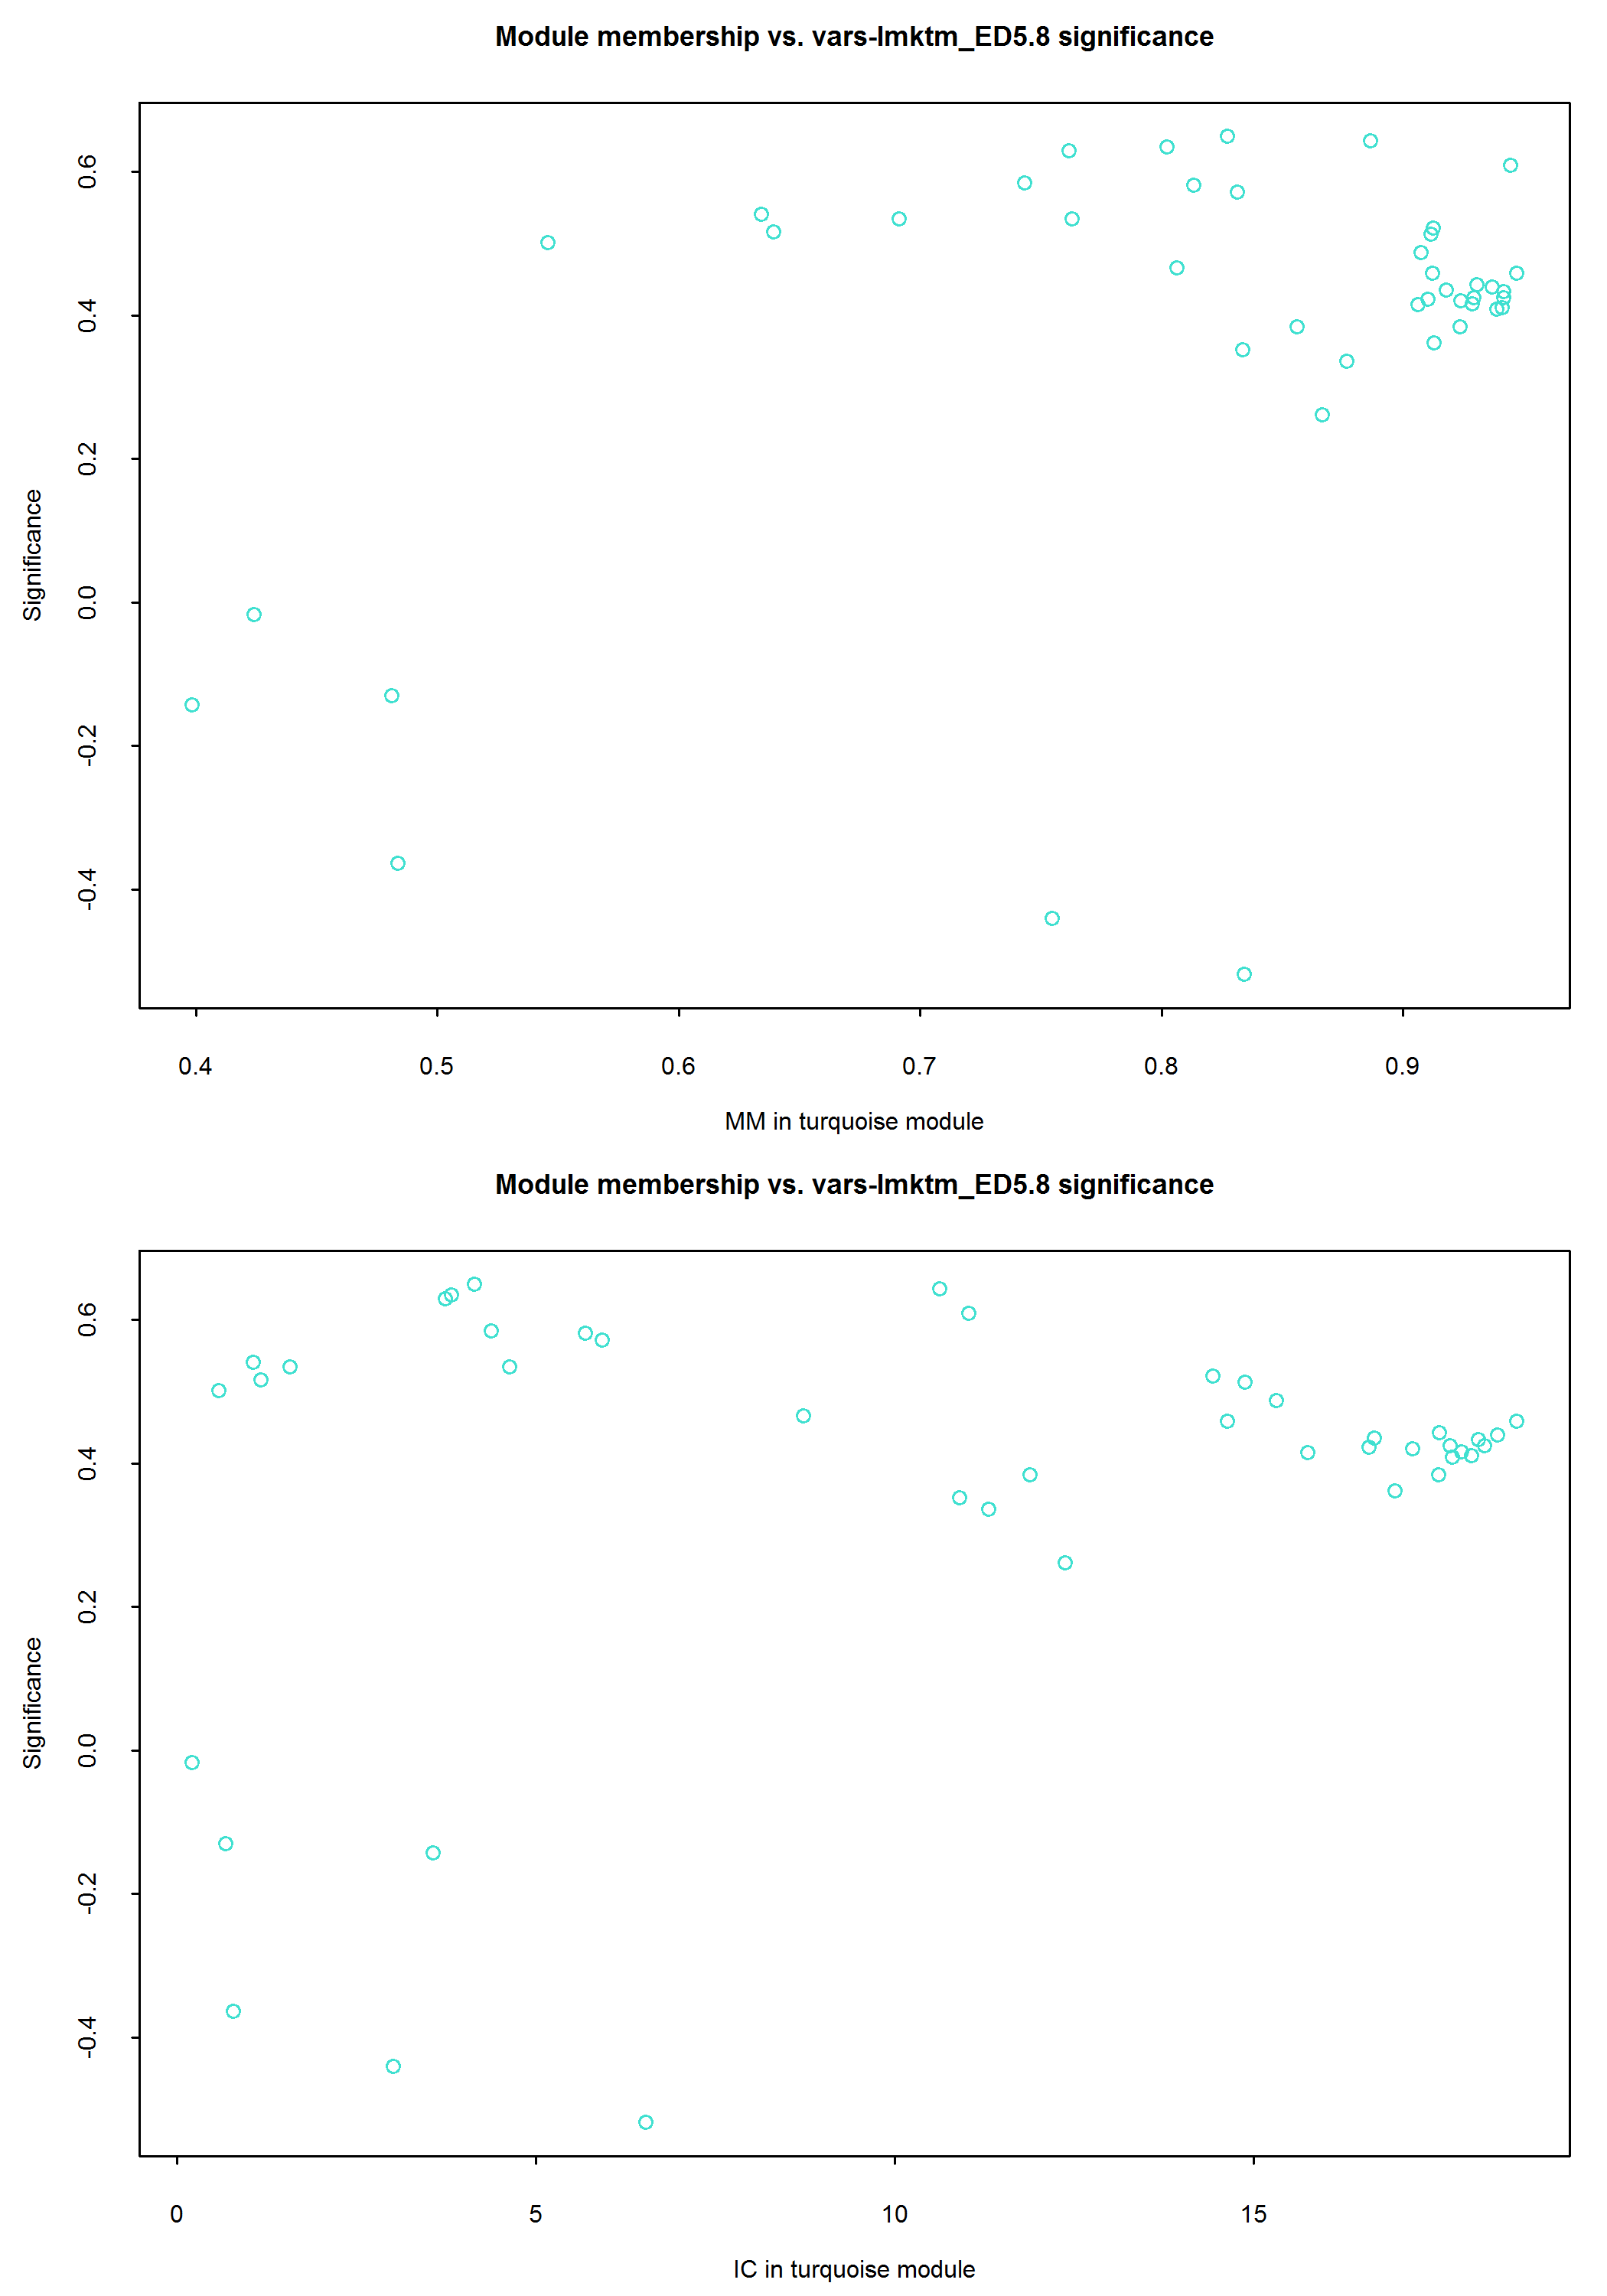 Module membership vs. vars-lmktm_ED5.8 significance
0.6
0.4
0.2
0.0
-0.2
-0.4
Significance
0.4 0.5 0.6 0.7 0.8 0.9
MM in turquoise module
Module membership vs. vars-lmktm_ED5.8 significance
0.6
0.4
0.2
0.0
-0.2
-0.4
Significance
0 5 10 15
IC in turquoise module